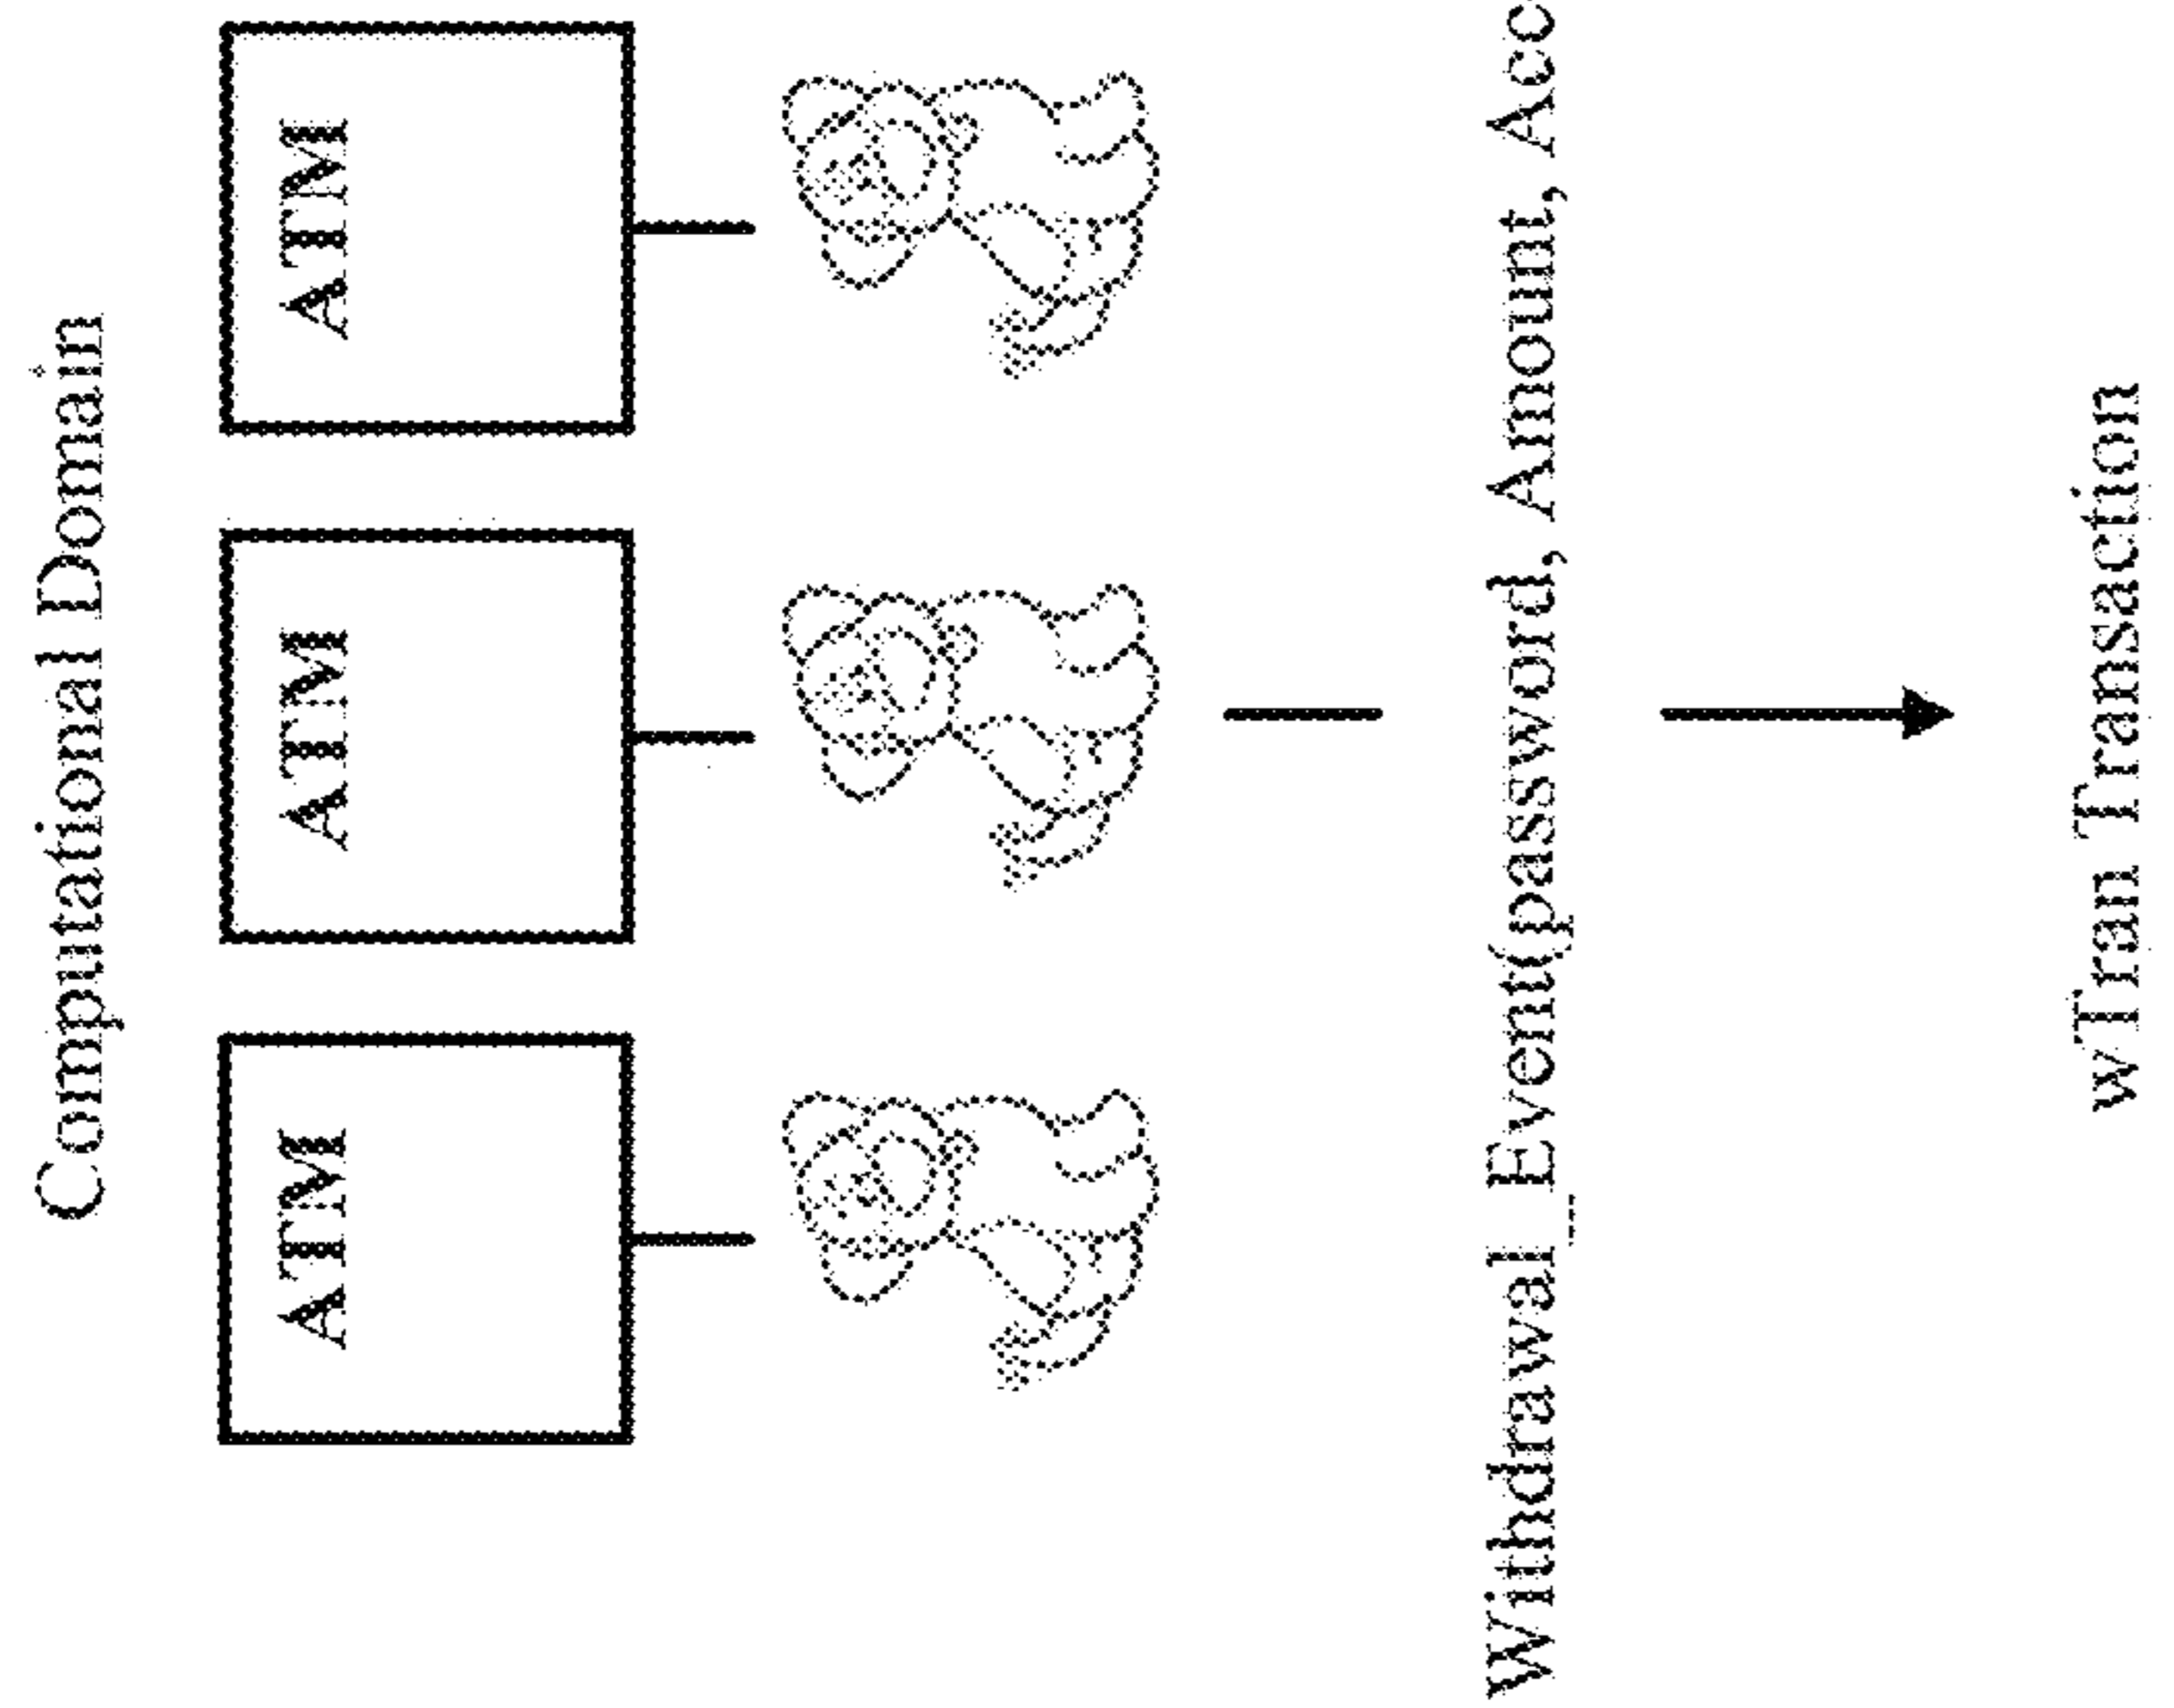 Computational Domain
ATM ATM ATM
Withdrawal_Event(password, Amount, Acc
wTran Transaction